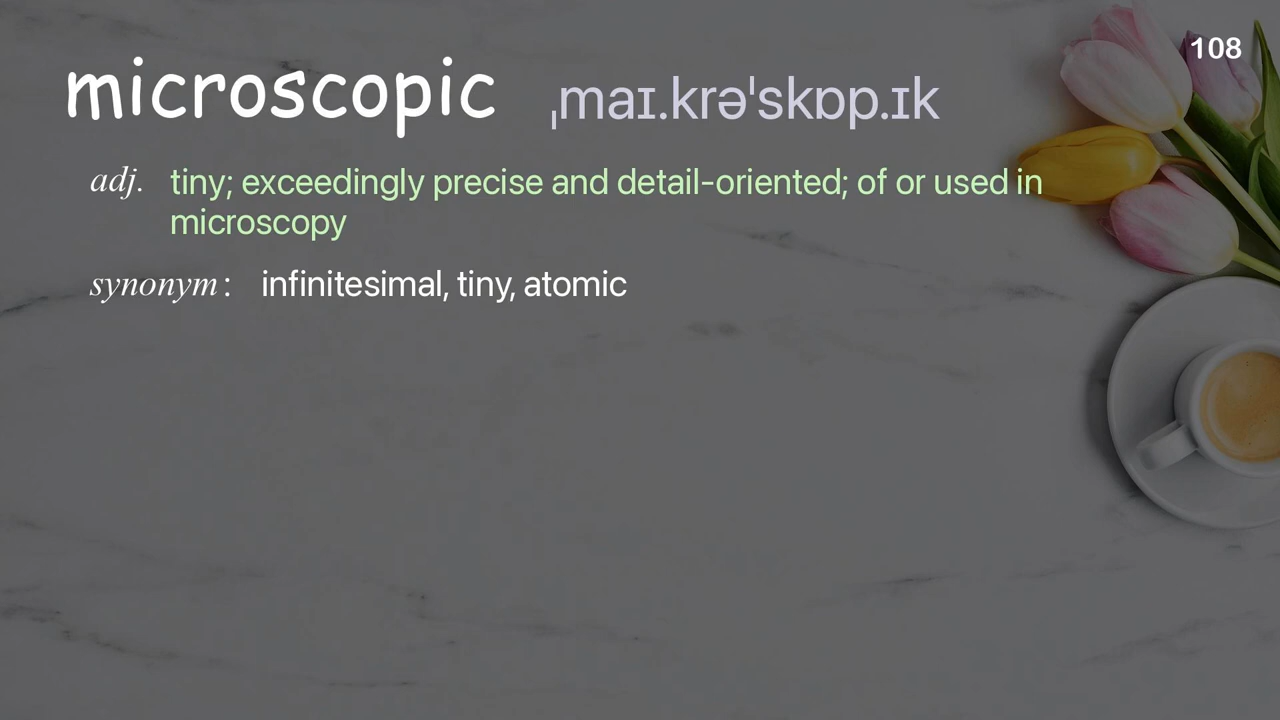 108
microscopic ˌmaɪ.krəˈskɒp.ɪk
adj. tiny; exceedingly precise and detail-oriented; of or used in
microscopy
synonym : infinitesimal, tiny, atomic